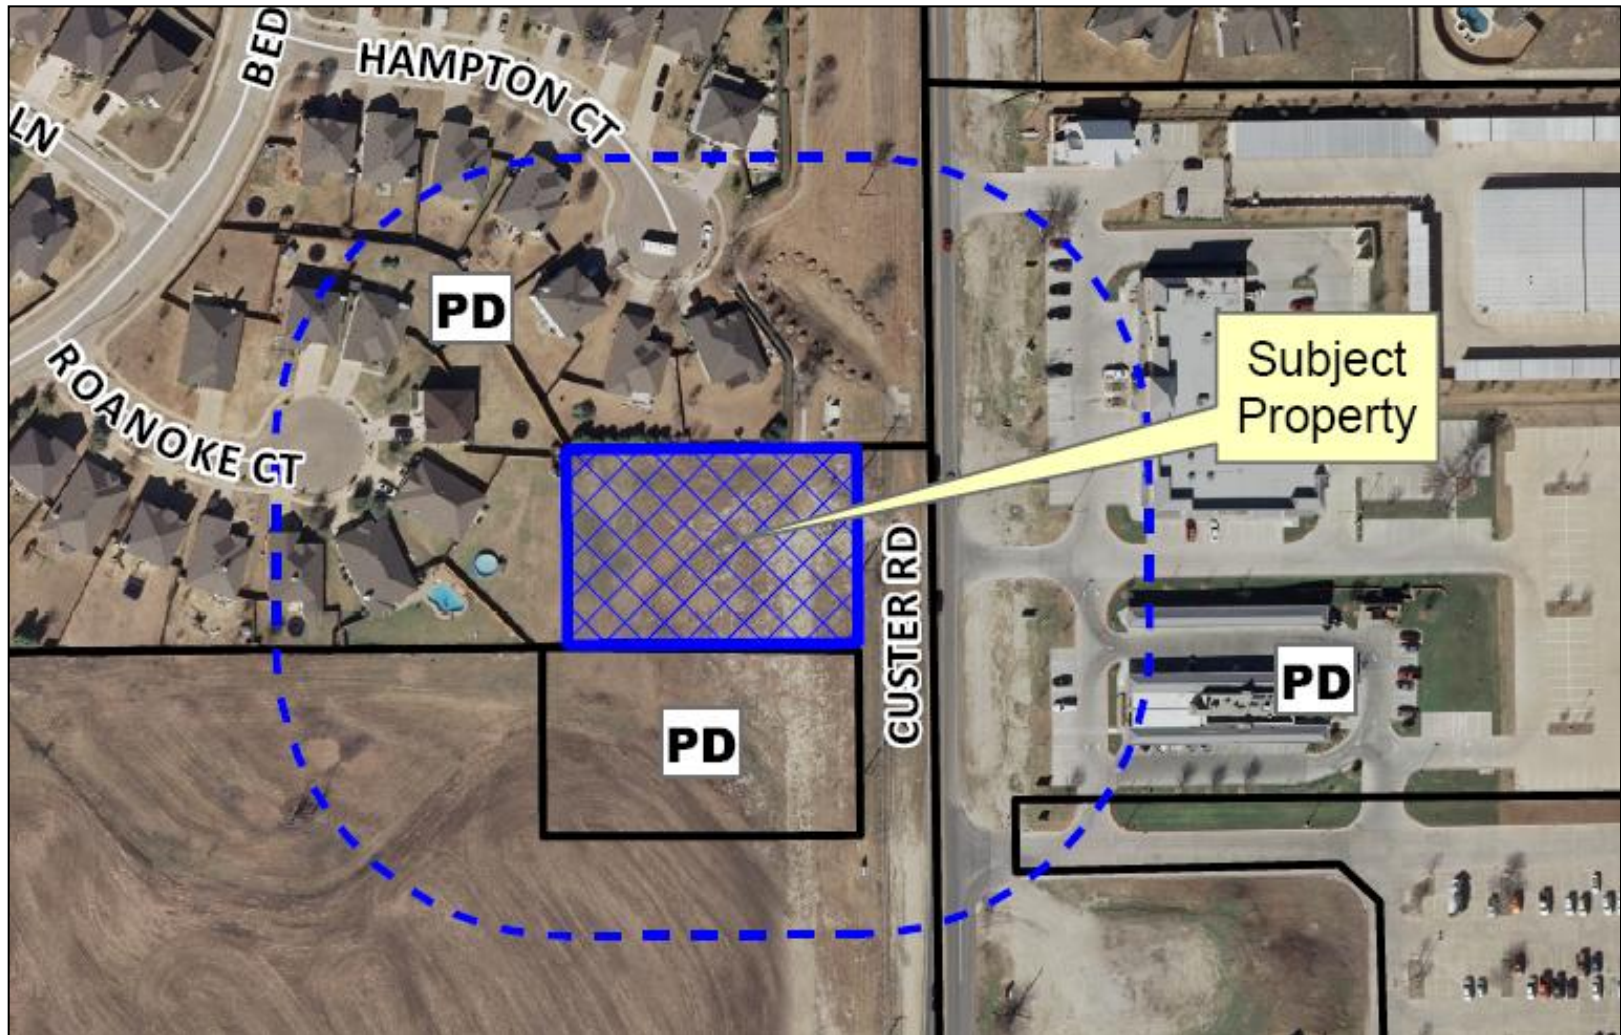 BED
HAMPTON CT
LN
PD
ROANOKE CT
Subject
Property
CUSTER RD
PD
PD